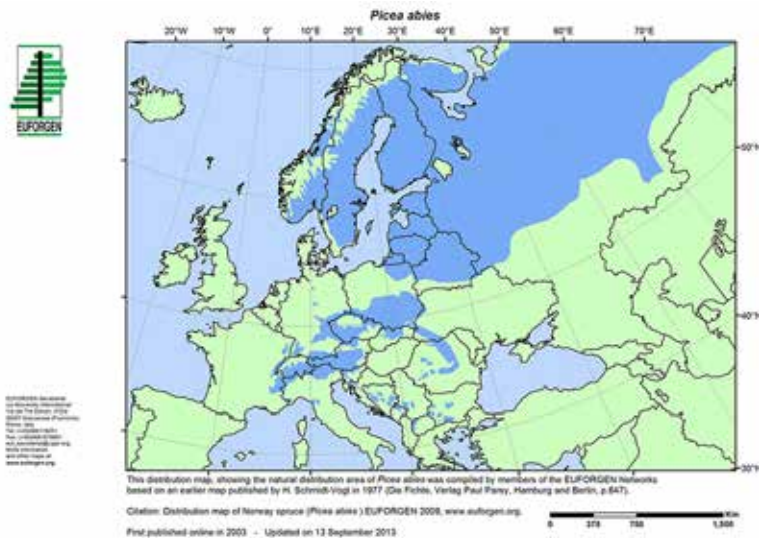 Picea abies
20°W 10°W 0° 10°E 20°E 30°E 40°E 50°E 60°E 70°E
EUFORGEN
50°N
40°N
30°N
www.euforgen.org
This distribution map, showing the natural distribution area of Picea abies was compiled by members of the EUFORGEN Networks
based on an earlier map published by H. Schmidt-Vogt in 1977 (Die Fichte, Verlag Paul Parey, Hamburg and Berlin, p.647).
Citation: Distribution map of Norway spruce (Picea abies ) EUFORGEN 2009, www.euforgen.org.
First published online in 2003 - Updated on 13 September 2013
Km
0 375 750 1,500